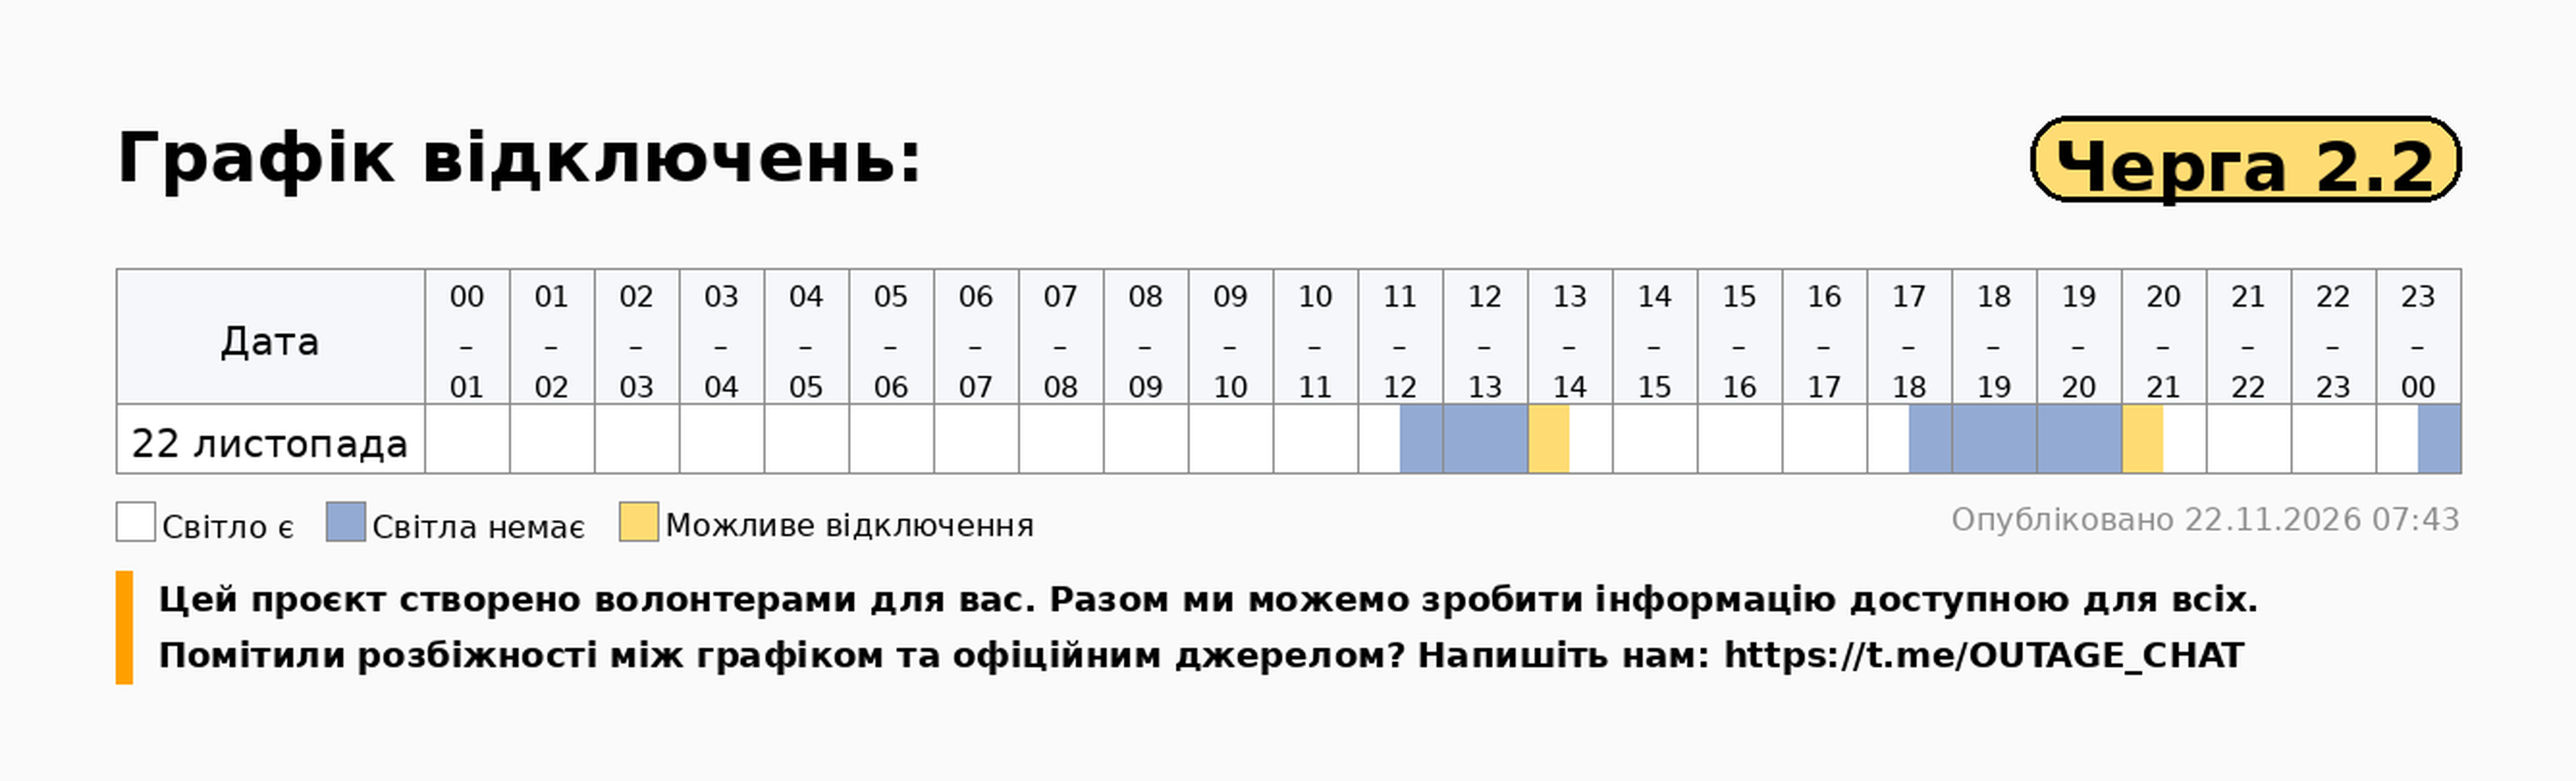 Графік відключень:
Черга 2.2
Дата
00 – 01
01 – 02
02 – 03
03 – 04
04 – 05
05 – 06
06 – 07
07 – 08
08 – 09
09 – 10
10 – 11
11 – 12
12 – 13
13 – 14
14 – 15
15 – 16
16 – 17
17 – 18
18 – 19
19 – 20
20 – 21
21 – 22
22 – 23
23 – 00
22 листопада
Світло є
Світла немає
Можливе відключення
Опубліковано 22.11.2026 07:43
Цей проєкт створено волонтерами для вас. Разом ми можемо зробити інформацію доступною для всіх.
Помітили розбіжності між графіком та офіційним джерелом? Напишіть нам: https://t.me/OUTAGE_CHAT